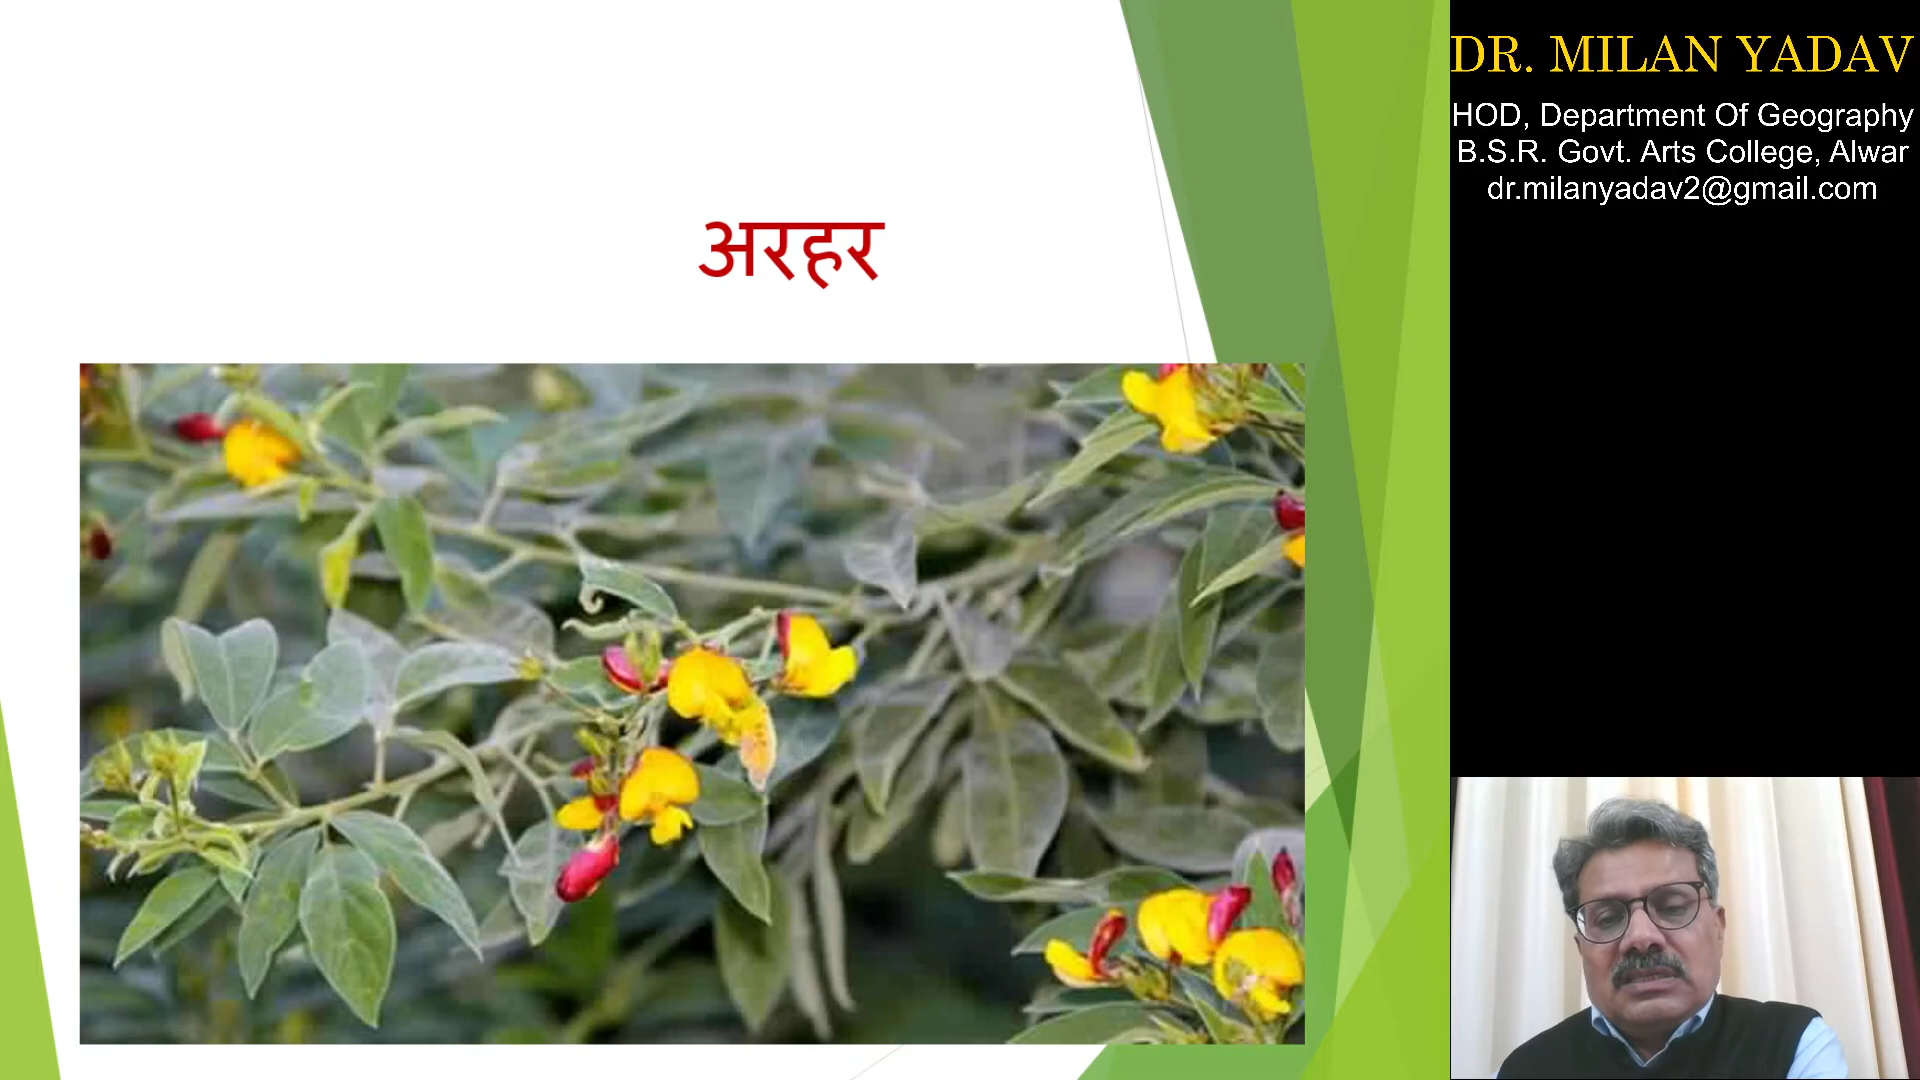 अरहर
DR. MILAN YADAV
HOD, Department Of Geography
B.S.R. Govt. Arts College, Alwar
dr.milanyadav2@gmail.com